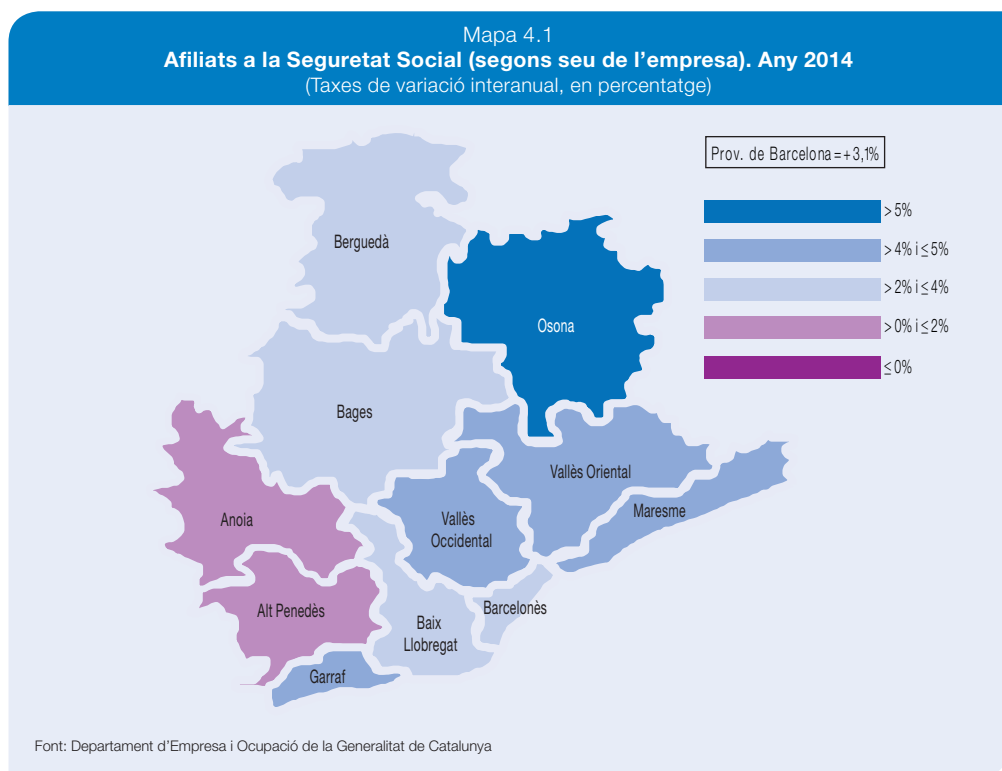 Mapa 4.1
Afiliats a la Seguretat Social (segons seu de l'empresa). Any 2014
(Taxes de variació interanual, en percentatge)
Prov. de Barcelona=+3,1%
>5%
>4% i ≤5%
>2% i ≤4%
>0% i ≤2%
≤0%
Berguedà
Osona
Bages
Vallès Oriental
Maresme
Anoia
Vallès
Occidental
Alt Penedès
Barcelonès
Baix
Llobregat
Garraf
Font: Departament d'Empresa i Ocupació de la Generalitat de Catalunya